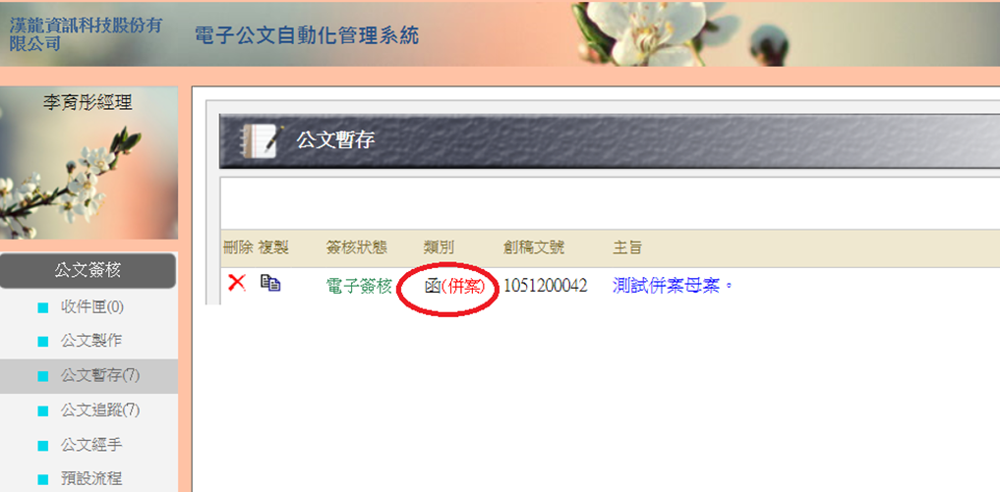 漢龍資訊科技股份有
限公司
電子公文自動化管理系統
李育彤經理
公文簽核
收件匣(0)
公文製作
公文暫存(7)
公文追蹤(7)
公文經手
預設流程
公文暫存
刪除 複製 簽核狀態 類別 創稿文號 主旨
電子簽核 函(併案) 1051200042 測試併案母案。